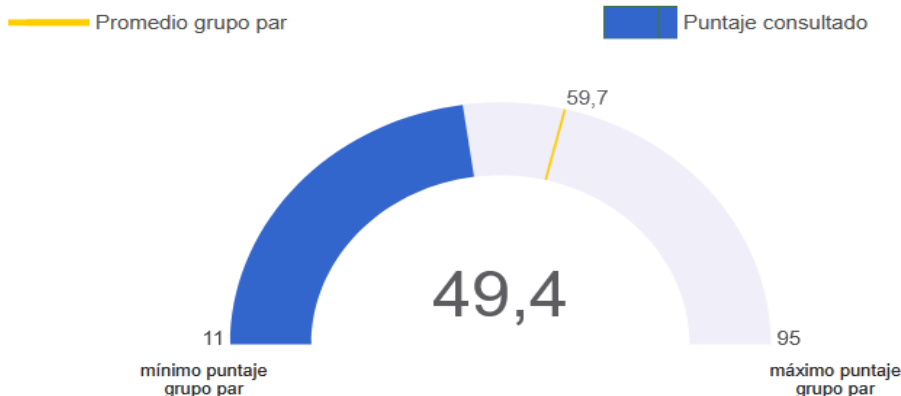 Promedio grupo par
Puntaje consultado
59,7
49,4
11
95
mínimo puntaje
grupo par
máximo puntaje
grupo par